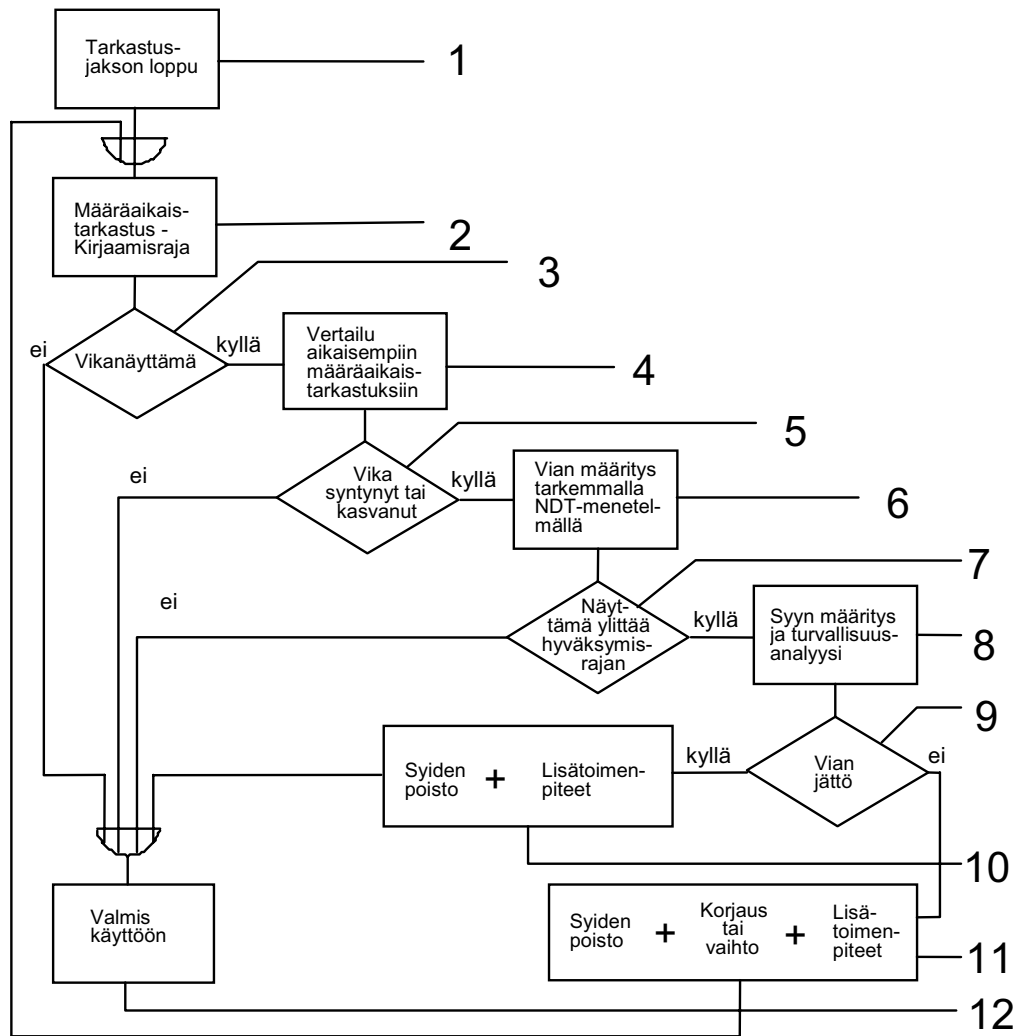 Tarkastus-
jakson loppu
1
Määräaikais-
tarkastus -
Kirjaamisraja
2
3
ei
Vikanäyttämä
kyllä
Vertailu
aikaisempiin
määräaikais-
tarkastuksiin
4
5
ei
Vika
syntynyt tai
kasvanut
kyllä
Vian määritys
tarkemmalla
NDT-menetel-
mällä
6
7
ei
Näyt-
tämä ylittää
hyväksymis-
rajan
kyllä
Syyn määritys
ja turvallisuus-
analyysi
8
9
Syiden
poisto
+
Lisätoimen-
piteet
kyllä
Vian
jättö
ei
10
Valmis
käyttöön
Syiden
poisto
+
Korjaus
tai
vaihto
+
Lisä-
toimen-
piteet
11
12